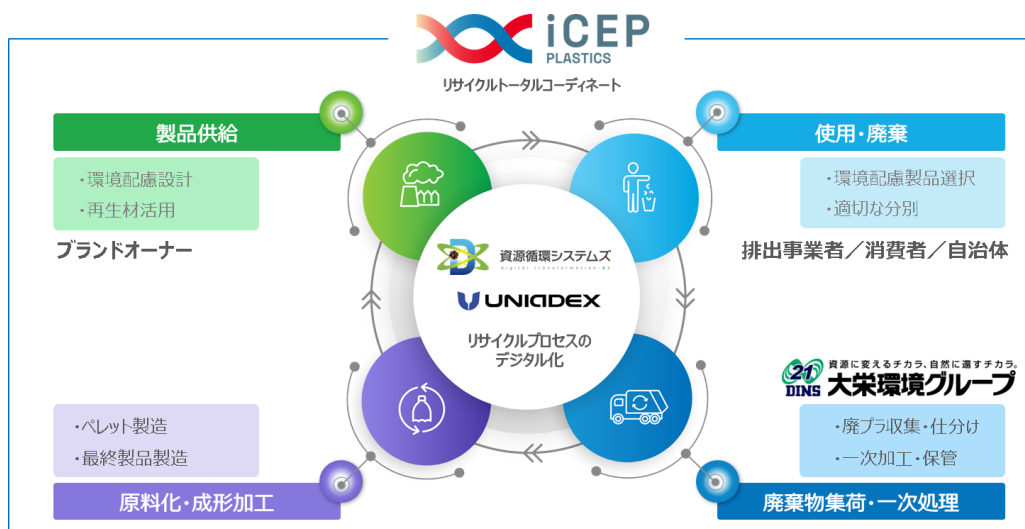 iCEP
PLASTICS
リサイクルトータルコーディネート
製品供給
・環境配慮設計
・再生材活用
ブランドオーナー
使用・廃棄
・環境配慮製品選択
・適切な分別
排出事業者／消費者／自治体
資源循環システムズ
digital transformation·Dx
UNIADEX
リサイクルプロセスの
デジタル化
21
DINS
資源に変えるチカラ、自然に還すチカラ。
大栄環境グループ
・ペレット製造
・最終製品製造
原料化・成形加工
・廃プラ収集・仕分け
・一次加工・保管
廃棄物集荷・一次処理